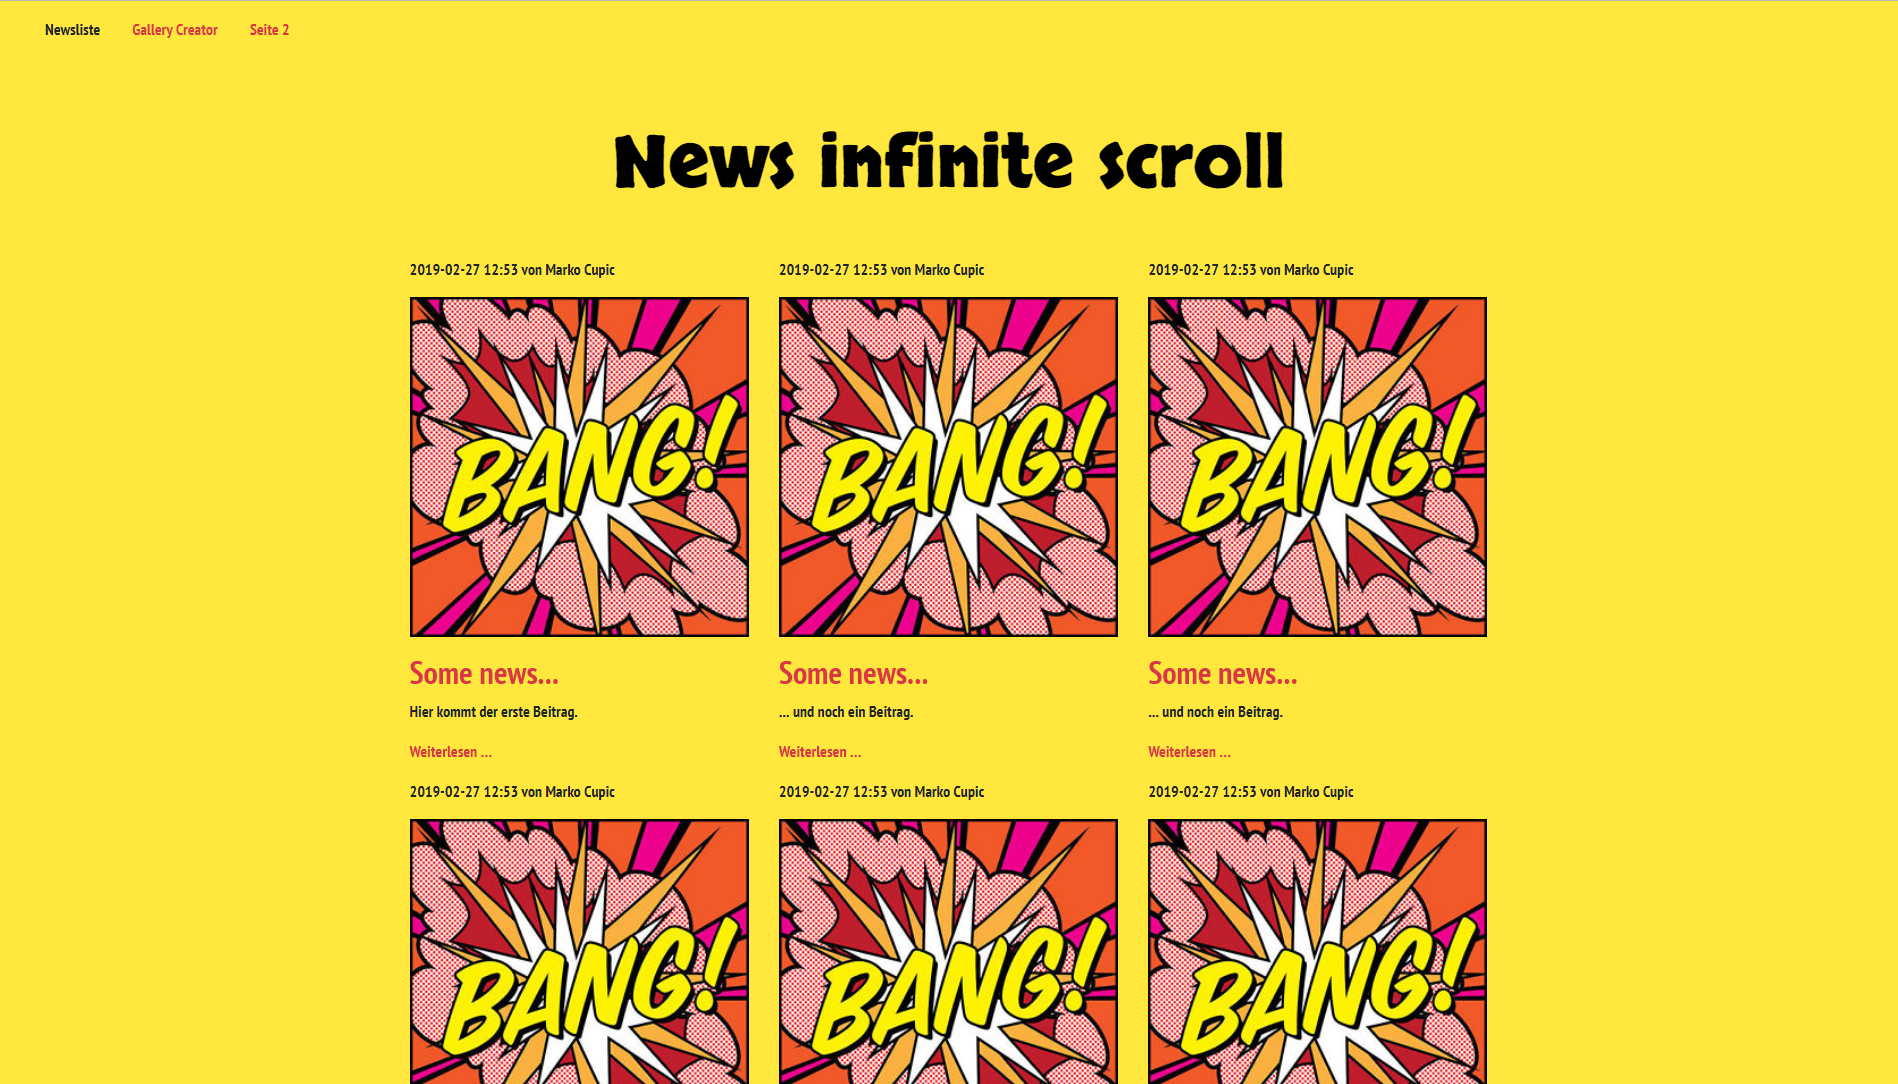 Newsliste Gallery Creator Seite 2
News infinite scroll
2019-02-27 12:53 von Marko Cupic
BANG!
Some news...
Hier kommt der erste Beitrag.
Weiterlesen ...
2019-02-27 12:53 von Marko Cupic
BANG!
Some news...
... und noch ein Beitrag.
Weiterlesen ...
2019-02-27 12:53 von Marko Cupic
BANG!
Some news...
... und noch ein Beitrag.
Weiterlesen ...
2019-02-27 12:53 von Marko Cupic
BANG!
2019-02-27 12:53 von Marko Cupic
BANG!
2019-02-27 12:53 von Marko Cupic
BANG!